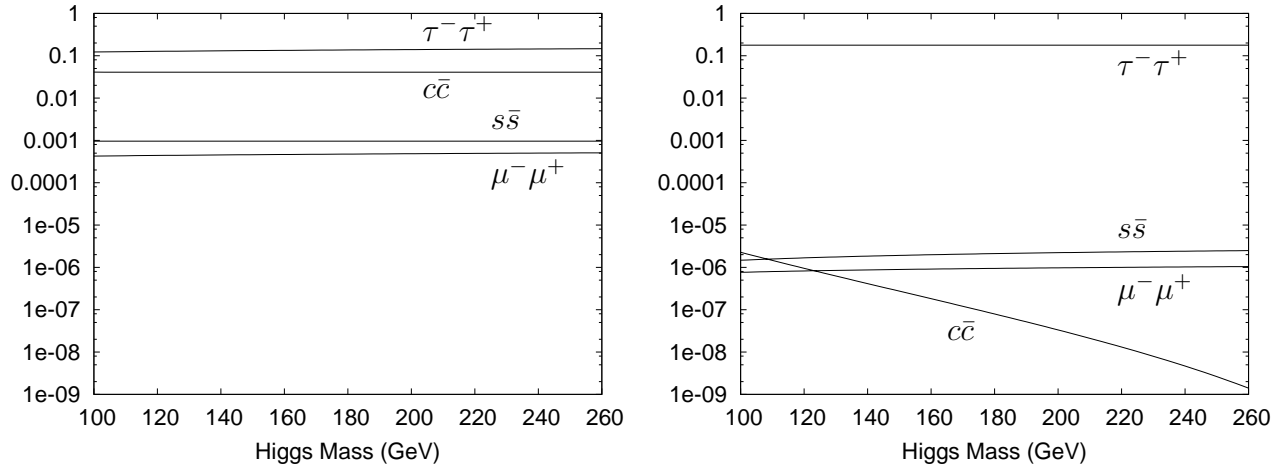 1
0.1
0.01
0.001
0.0001
1e-05
1e-06
1e-07
1e-08
1e-09
100 120 140 160 180 200 220 240 260
Higgs Mass (GeV)
τ⁻τ⁺
cc̄
ss̄
μ⁻μ⁺
1
0.1
0.01
0.001
0.0001
1e-05
1e-06
1e-07
1e-08
1e-09
100 120 140 160 180 200 220 240 260
Higgs Mass (GeV)
τ⁻τ⁺
ss̄
μ⁻μ⁺
cc̄